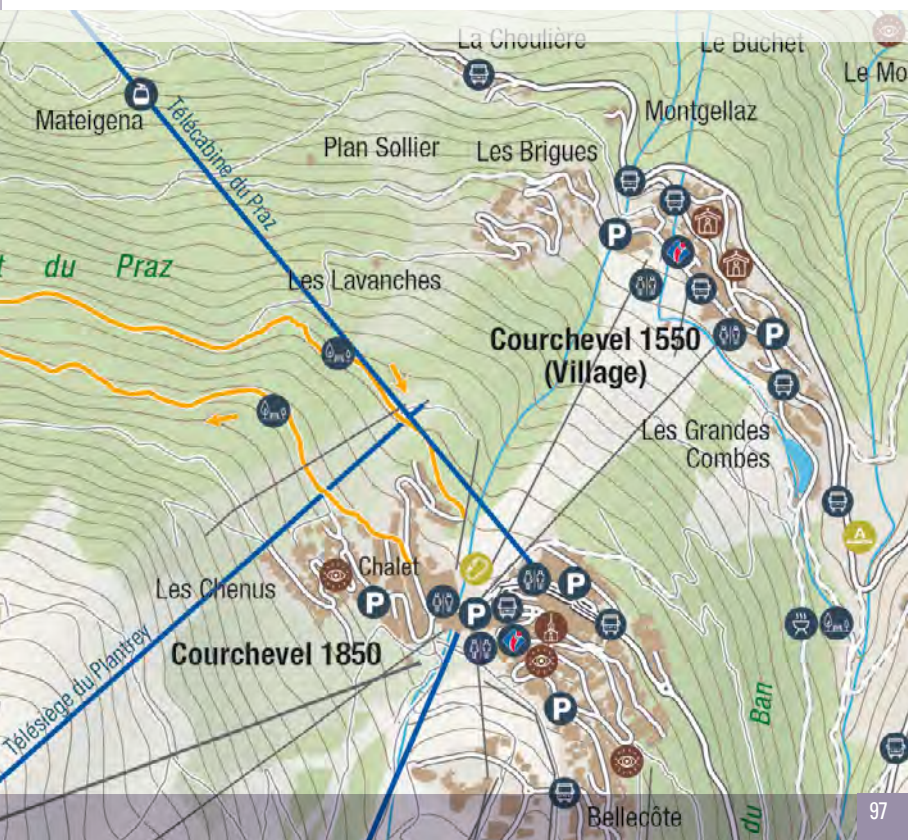 La Choulière
Le Buchet
Le Mo
Mateigena
Montgellaz
Télécabine du Praz
Plan Sollier
Les Brigues
P
t du Praz
Les Lavanches
Courchevel 1550
(Village)
P
Les Grandes
Combes
A
Chalet
Les Chenus
P
P
P
Courchevel 1850
Télésiège du Plantrey
Ban
P
du
Bellecôte
97